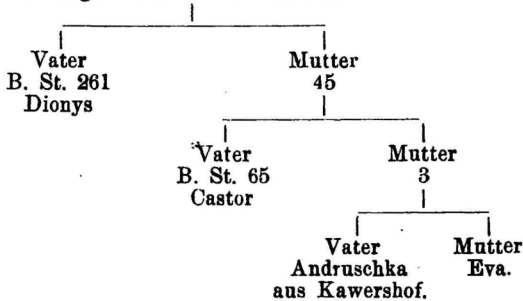 Vater Mutter
B. St. 261 45
Dionys
Vater Mutter
B. St. 65 3
Castor
Vater Mutter
Andruschka Eva.
aus Kawershof.